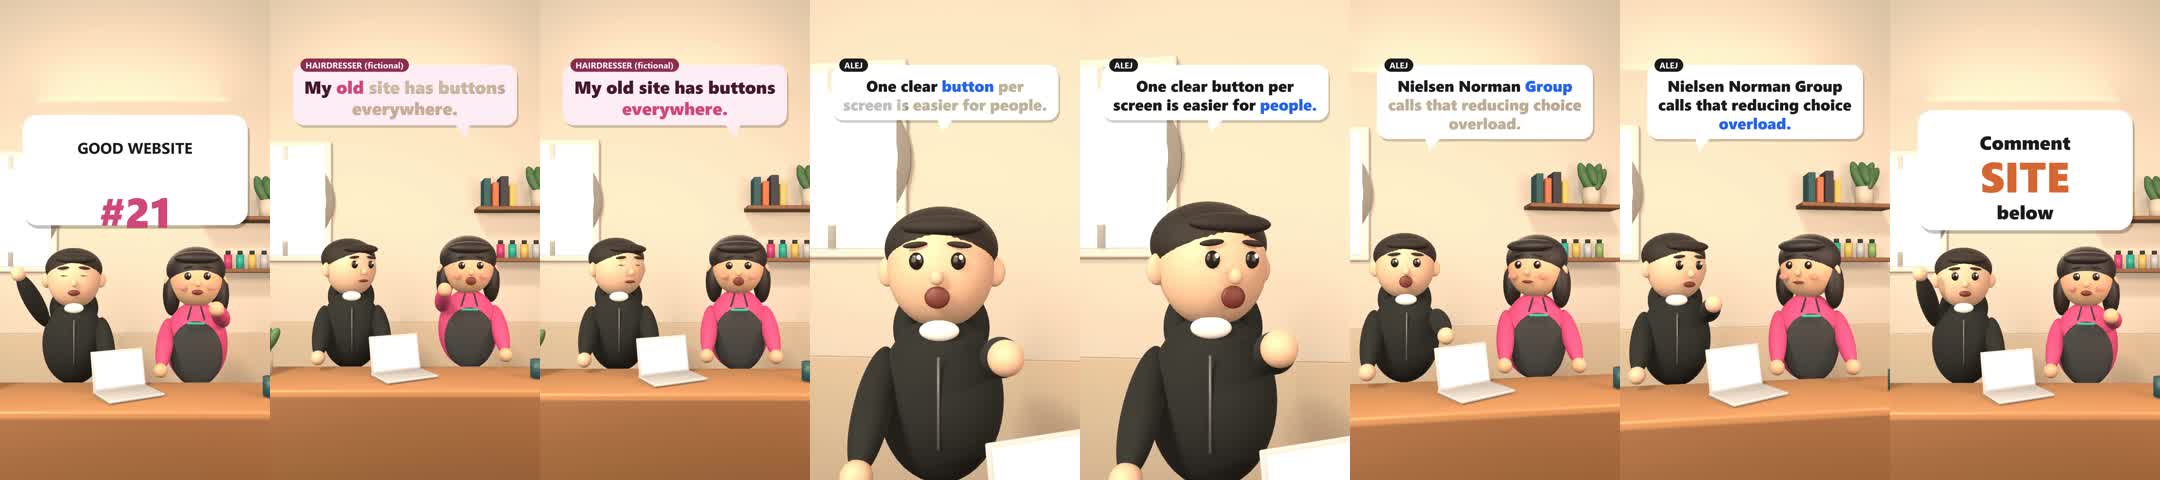 GOOD WEBSITE
#21
HAIRDRESSER (fictional)
My old site has buttons
everywhere.
HAIRDRESSER (fictional)
My old site has buttons
everywhere.
ALEJ
One clear button per
screen is easier for people.
ALEJ
One clear button per
screen is easier for people.
ALEJ
Nielsen Norman Group
calls that reducing choice
overload.
ALEJ
Nielsen Norman Group
calls that reducing choice
overload.
Comment
SITE
below